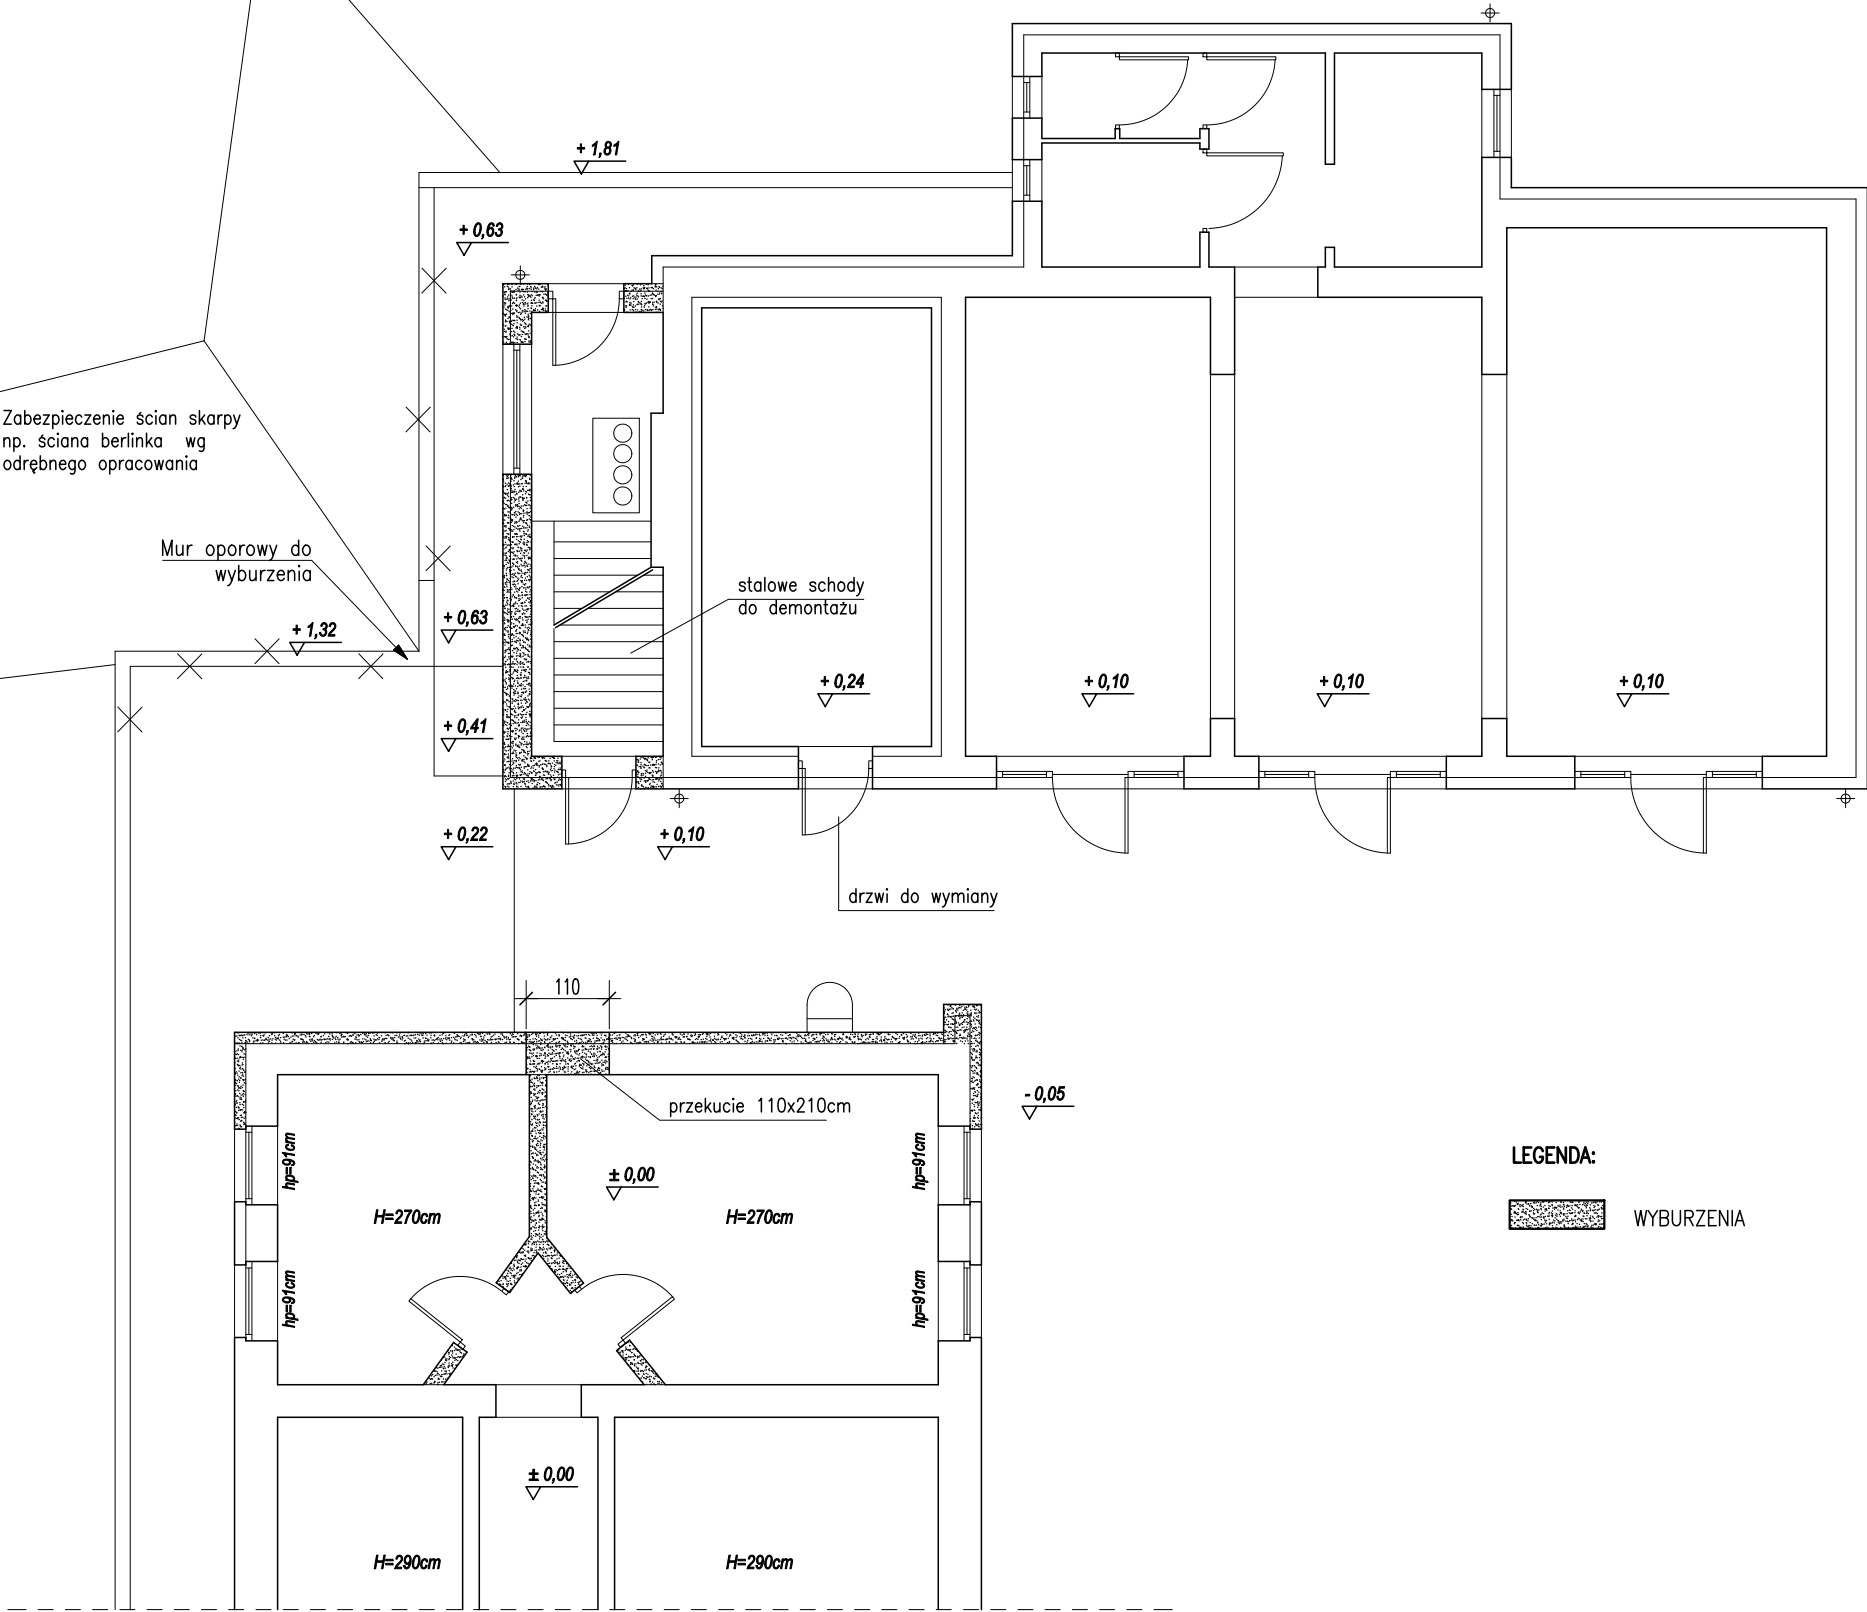 + 1,81
+ 0,63
Zabezpieczenie ścian skarpy
np. ściana berlinka wg
odrębnego opracowania
Mur oporowy do
wyburzenia
stalowe schody
do demontażu
+ 0,63
+ 1,32
+ 0,24
+ 0,10
+ 0,10
+ 0,10
+ 0,41
+ 0,22
+ 0,10
drzwi do wymiany
110
- 0,05
przekucie 110x210cm
hp=91cm
hp=91cm
± 0,00
H=270cm
H=270cm
LEGENDA:
WYBURZENIA
hp=91cm
hp=91cm
± 0,00
H=290cm
H=290cm